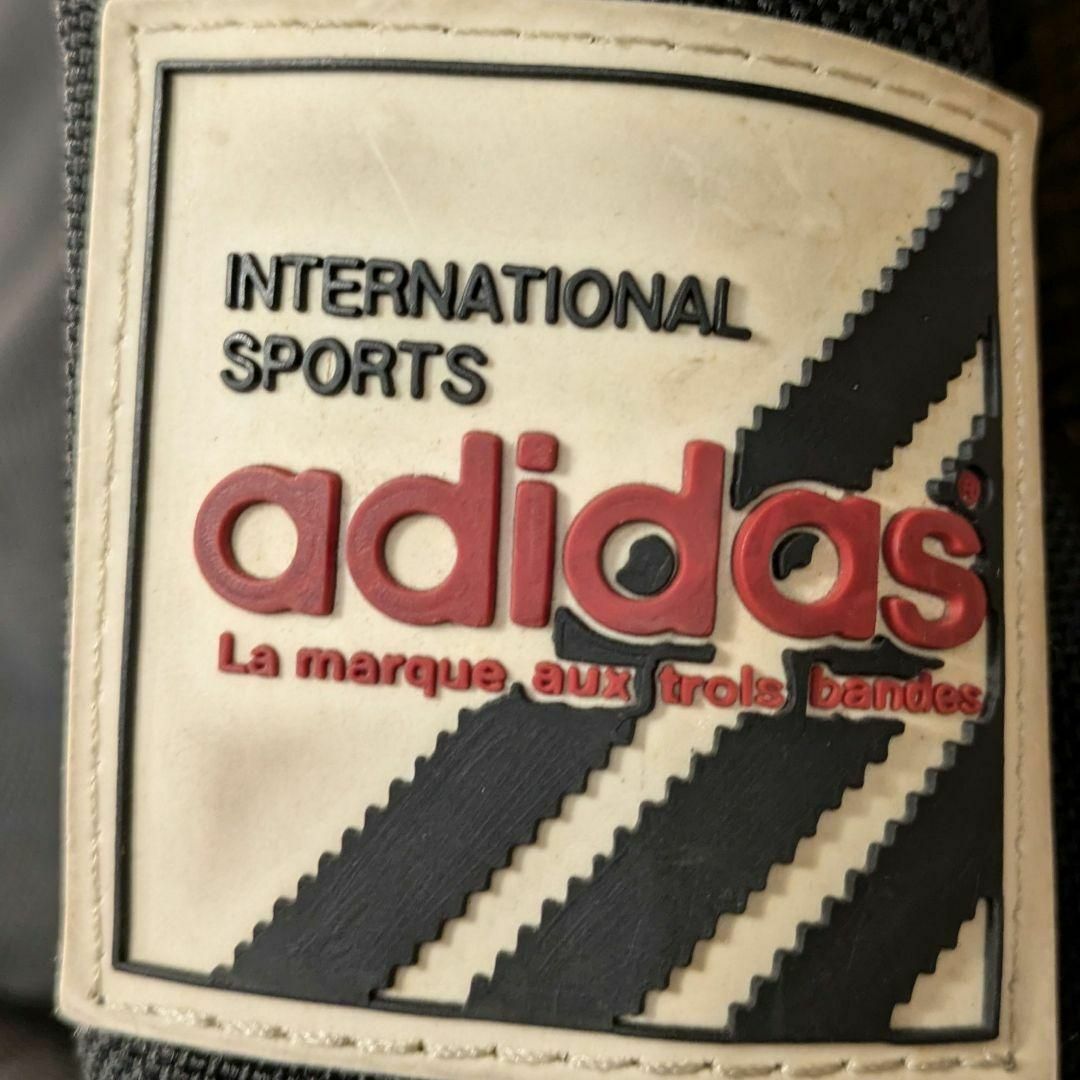 INTERNATIONAL
SPORTS
adidas®
La marque aux trois bandes